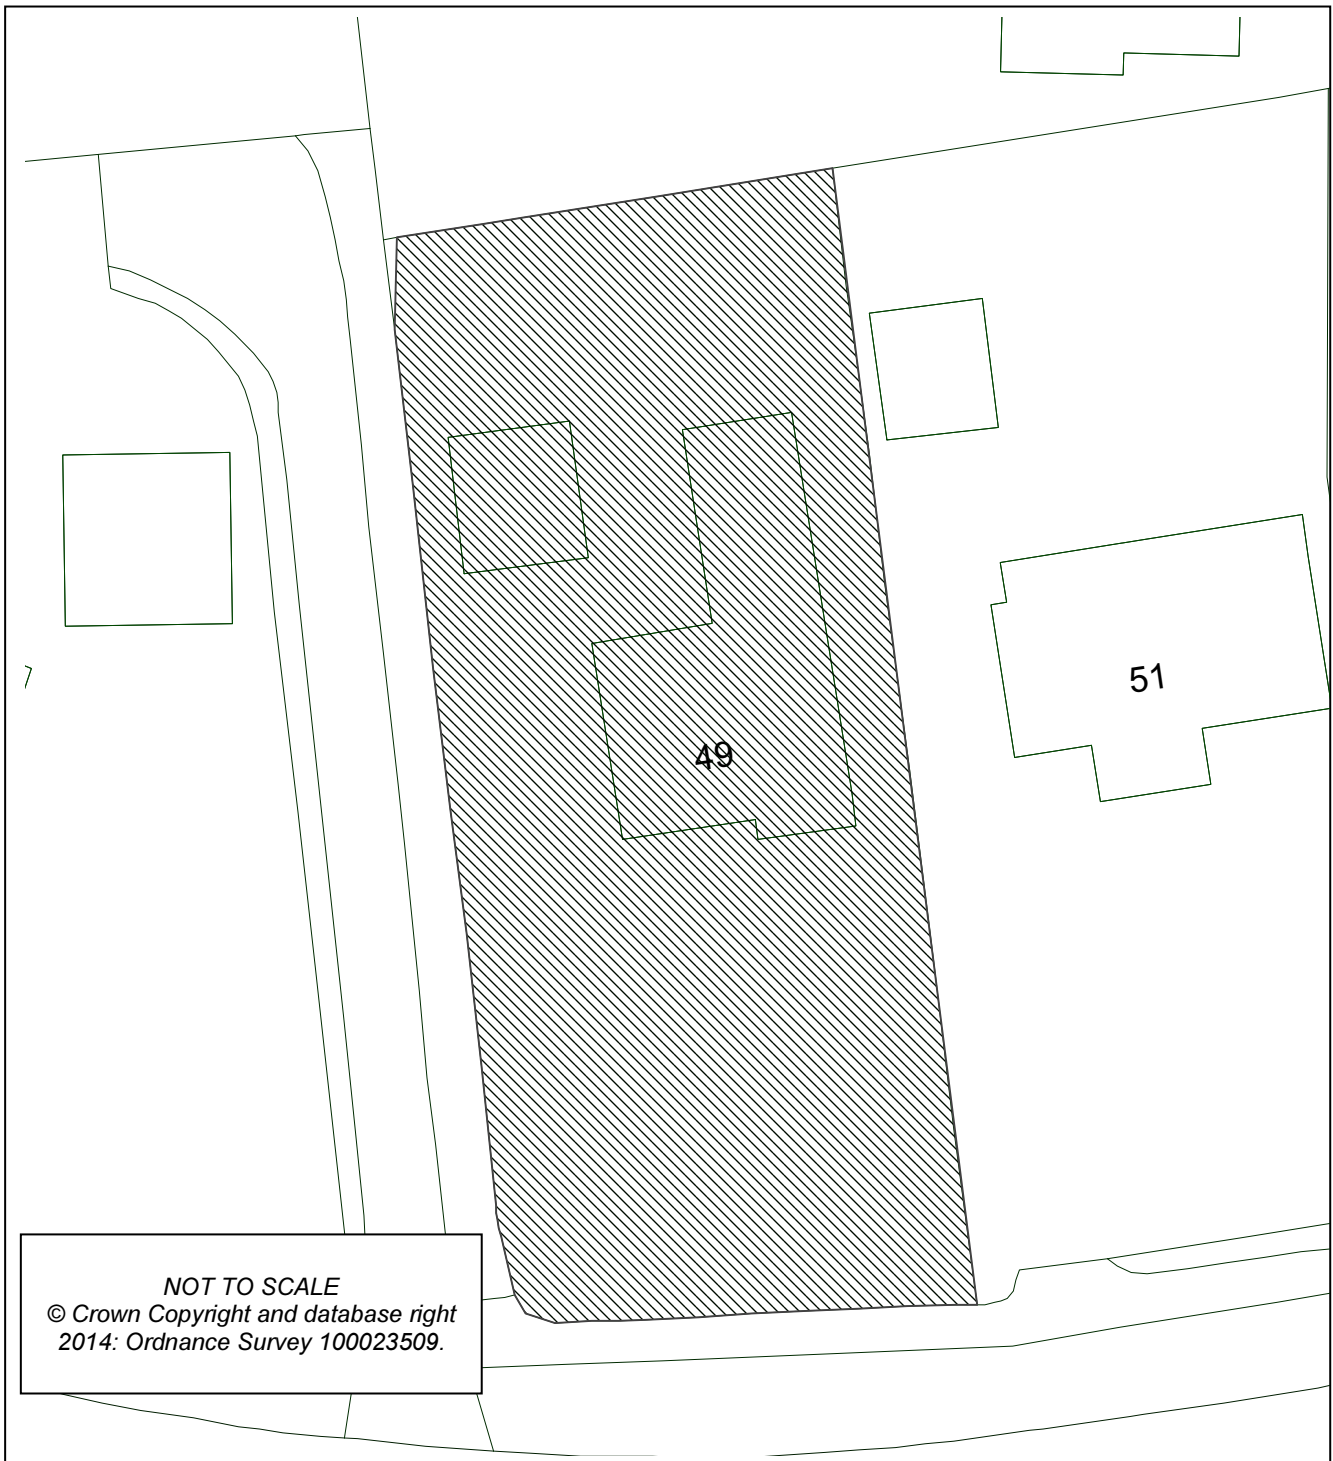 51
49
NOT TO SCALE
© Crown Copyright and database right
2014: Ordnance Survey 100023509.